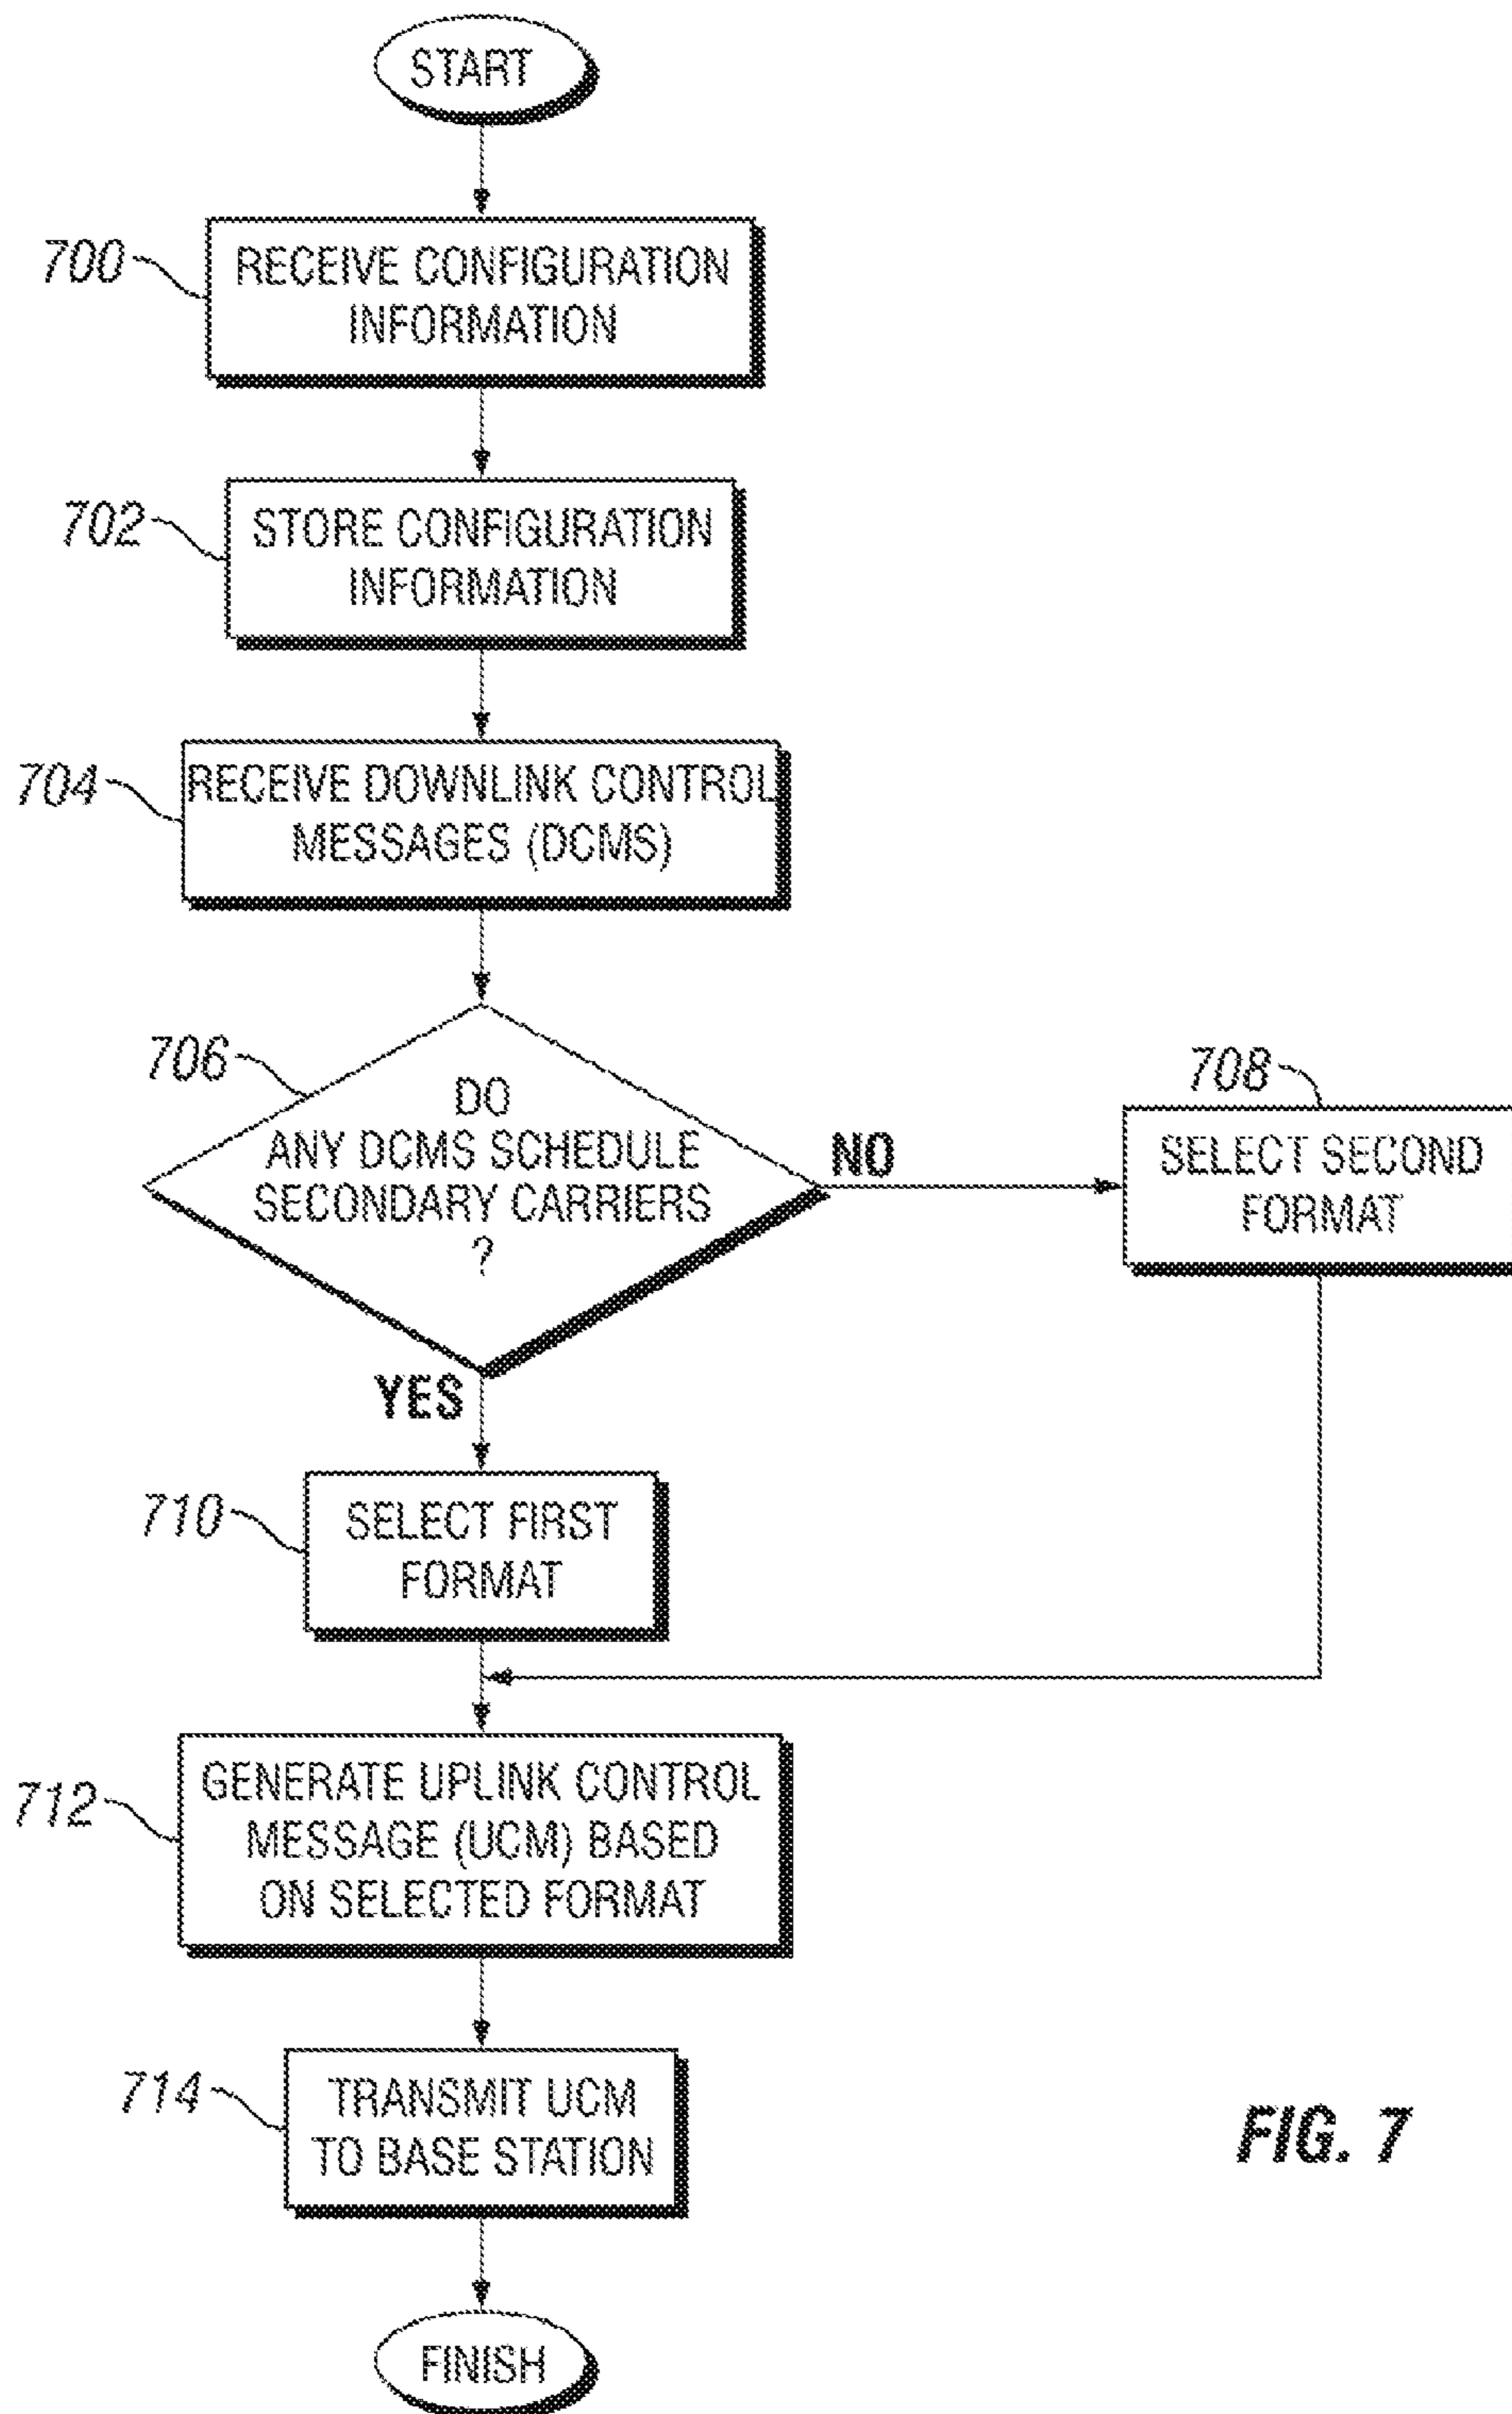 START
700
RECEIVE CONFIGURATION
INFORMATION
702
STORE CONFIGURATION
INFORMATION
704
RECEIVE DOWNLINK CONTROL
MESSAGES (DCMS)
706
DO
ANY DCMS SCHEDULE
SECONDARY CARRIERS
?
NO
708
SELECT SECOND
FORMAT
YES
710
SELECT FIRST
FORMAT
712
GENERATE UPLINK CONTROL
MESSAGE (UCM) BASED
ON SELECTED FORMAT
714
TRANSMIT UCM
TO BASE STATION
FINISH
FIG. 7